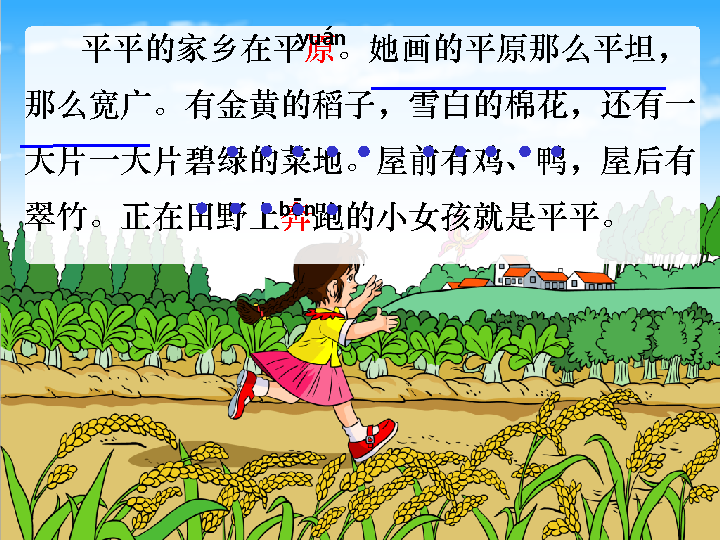 yuán
平平的家乡在平原。她画的平原那么平坦，
那么宽广。有金黄的稻子，雪白的棉花，还有一
大片一大片碧绿的菜地。屋前有鸡、鸭，屋后有
bēn
翠竹。正在田野上奔跑的小女孩就是平平。